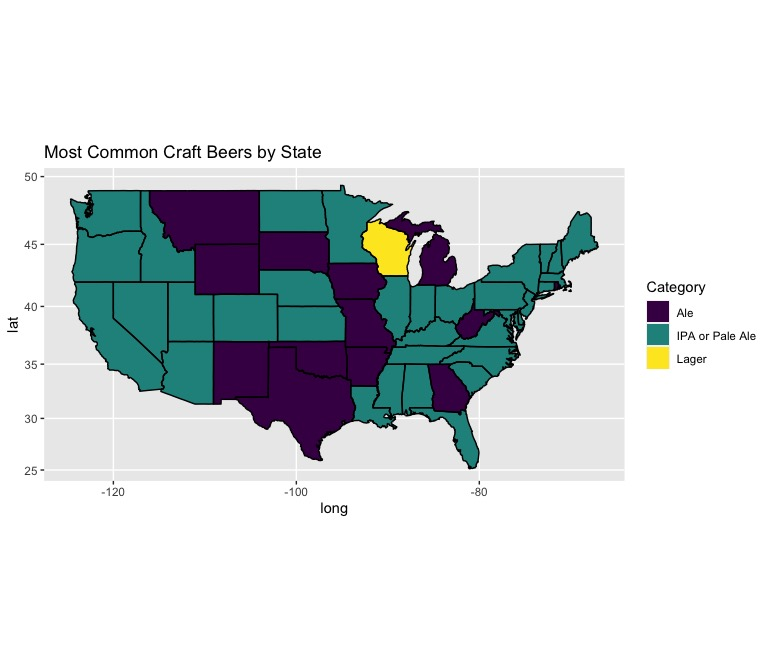 Most Common Craft Beers by State
50
45
40
35
30
25
lat
-120
-100
-80
long
Category
Ale
IPA or Pale Ale
Lager